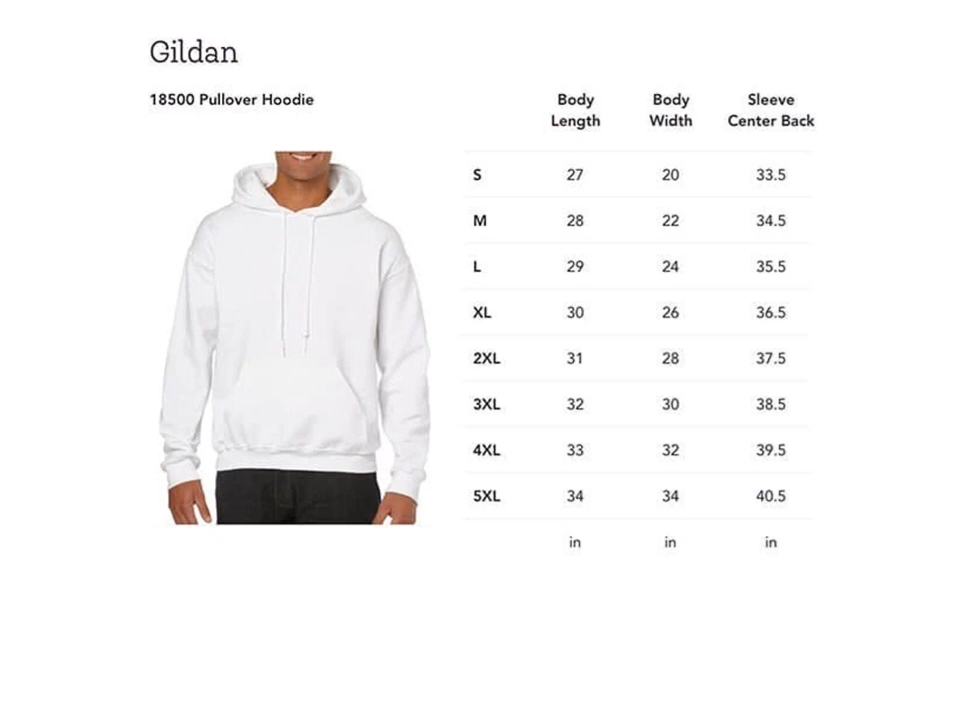 Gildan
18500 Pullover Hoodie
Body Length Body Width Sleeve Center Back
S 27 20 33.5
M 28 22 34.5
L 29 24 35.5
XL 30 26 36.5
2XL 31 28 37.5
3XL 32 30 38.5
4XL 33 32 39.5
5XL 34 34 40.5
in in in